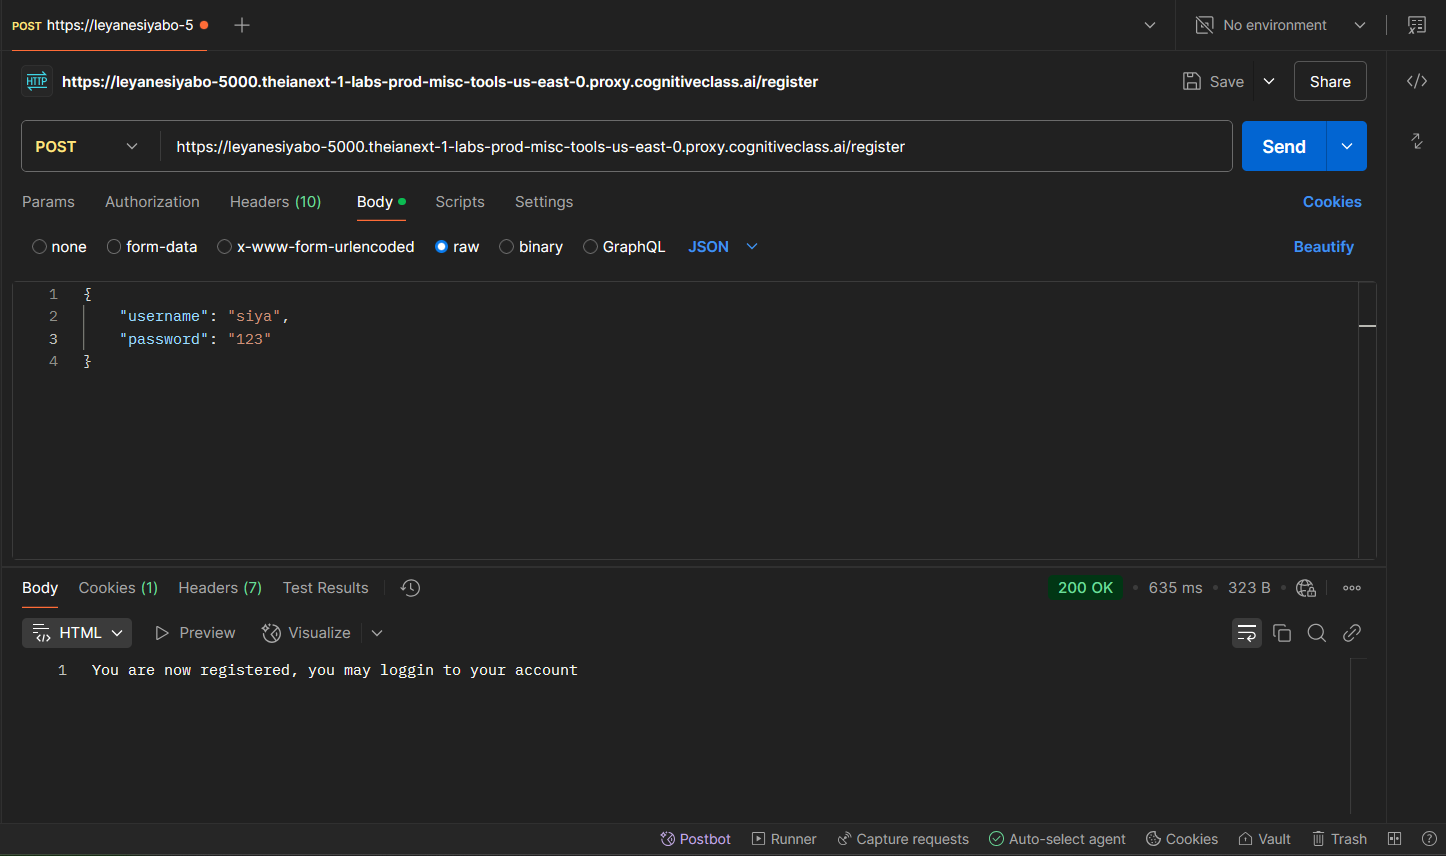 POST https://leyanesiyabo-5
No environment
HTTP https://leyanesiyabo-5000.theianext-1-labs-prod-misc-tools-us-east-0.proxy.cognitiveclass.ai/register
Save
Share
POST
https://leyanesiyabo-5000.theianext-1-labs-prod-misc-tools-us-east-0.proxy.cognitiveclass.ai/register
Send
Params Authorization Headers (10) Body Scripts Settings Cookies
none form-data x-www-form-urlencoded raw binary GraphQL JSON Beautify
1 {
2 "username": "siya",
3 "password": "123"
4 }
Body Cookies (1) Headers (7) Test Results 200 OK • 635 ms • 323 B •
HTML Preview Visualize
1 You are now registered, you may loggin to your account
Postbot Runner Capture requests Auto-select agent Cookies Vault Trash